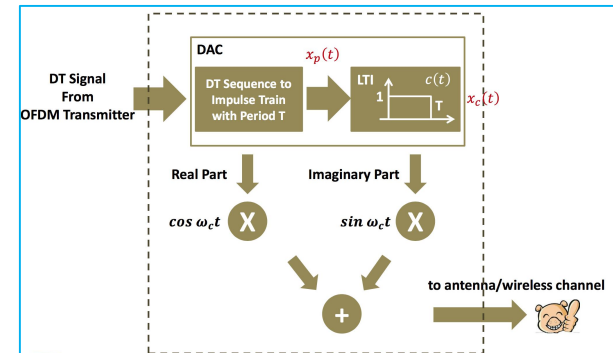 DAC
x_p(t)
DT Signal
From
OFDM Transmitter
DT Sequence to
Impulse Train
with Period T
LTI
c(t)
1
T
x_c(t)
Real Part
Imaginary Part
cos ω_c t
X
sin ω_c t
X
+
to antenna/wireless channel